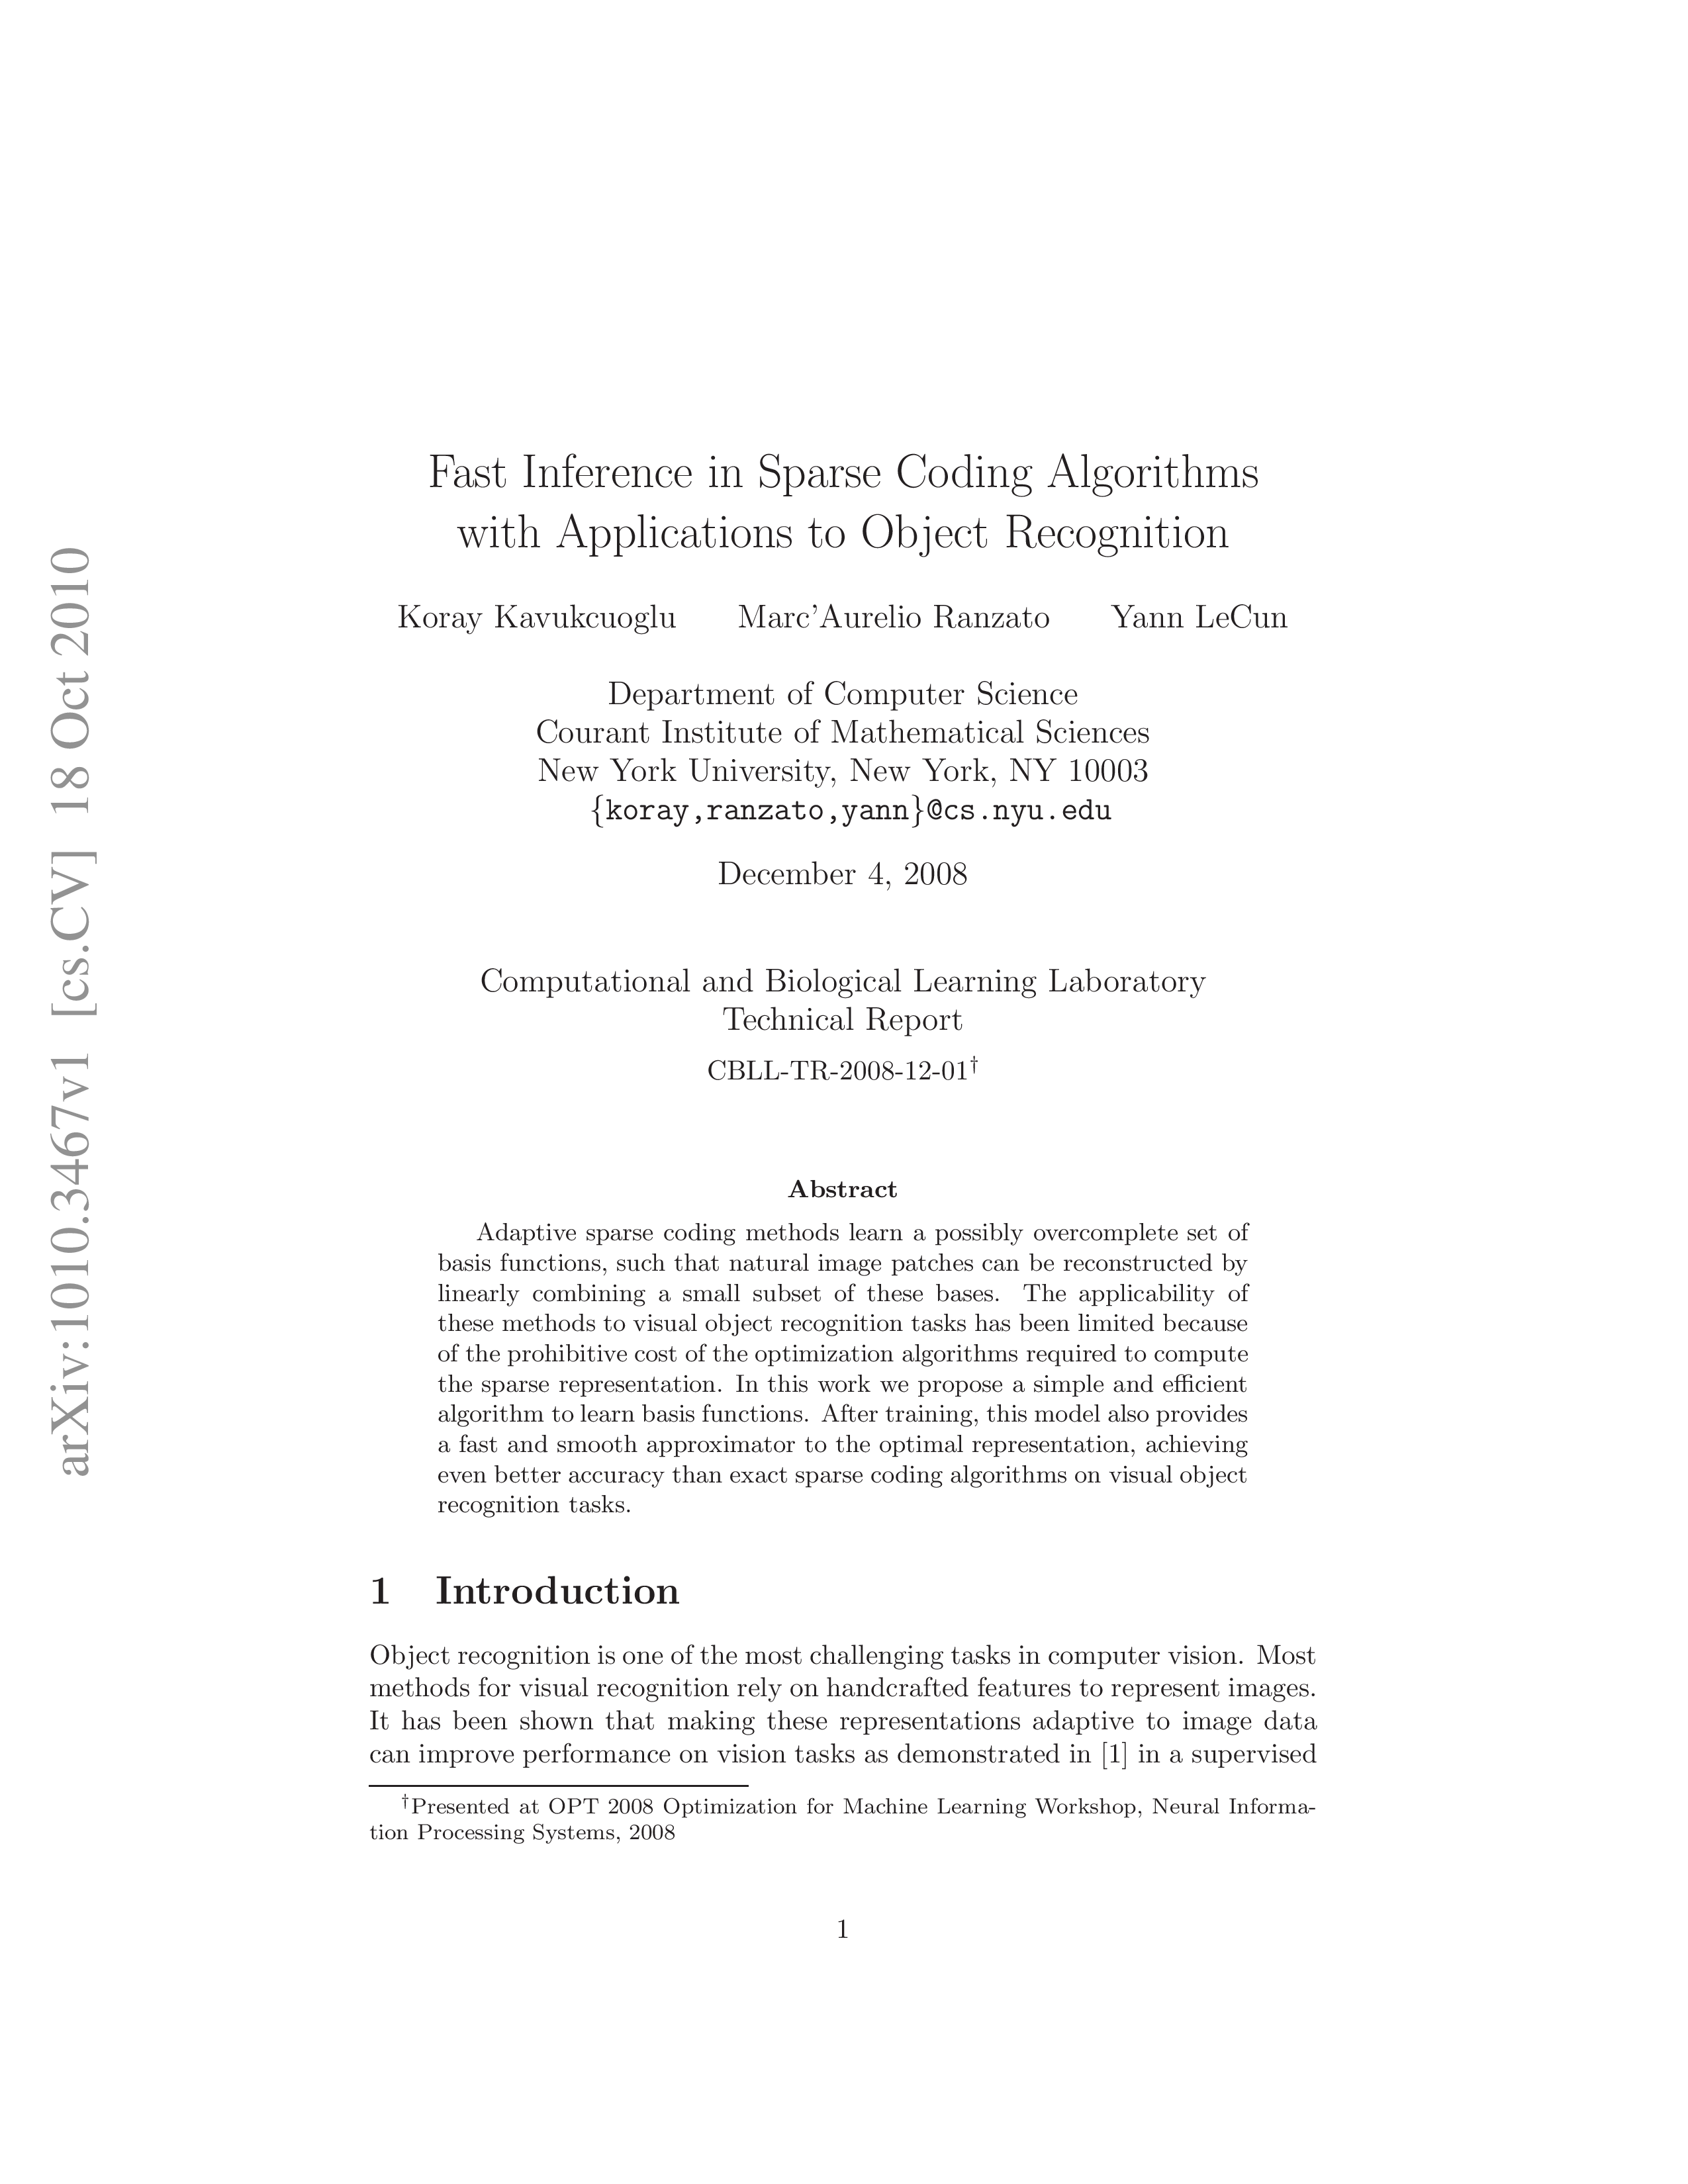 arXiv:1010.3467v1 [cs.CV] 18 Oct 2010
Fast Inference in Sparse Coding Algorithms
with Applications to Object Recognition
Koray Kavukcuoglu Marc'Aurelio Ranzato Yann LeCun
Department of Computer Science
Courant Institute of Mathematical Sciences
New York University, New York, NY 10003
{koray,ranzato,yann}@cs.nyu.edu
December 4, 2008
Computational and Biological Learning Laboratory
Technical Report
CBLL-TR-2008-12-01†
Abstract
Adaptive sparse coding methods learn a possibly overcomplete set of
basis functions, such that natural image patches can be reconstructed by
linearly combining a small subset of these bases. The applicability of
these methods to visual object recognition tasks has been limited because
of the prohibitive cost of the optimization algorithms required to compute
the sparse representation. In this work we propose a simple and efficient
algorithm to learn basis functions. After training, this model also provides
a fast and smooth approximator to the optimal representation, achieving
even better accuracy than exact sparse coding algorithms on visual object
recognition tasks.
1 Introduction
Object recognition is one of the most challenging tasks in computer vision. Most
methods for visual recognition rely on handcrafted features to represent images.
It has been shown that making these representations adaptive to image data
can improve performance on vision tasks as demonstrated in [1] in a supervised
†Presented at OPT 2008 Optimization for Machine Learning Workshop, Neural Informa-
tion Processing Systems, 2008
1